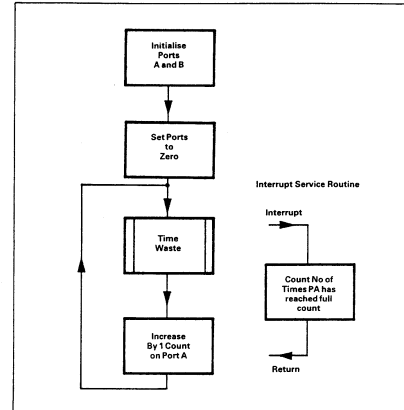 Initialise
Ports
A and B
Set Ports
to
Zero
Time
Waste
Increase
By 1 Count
on Port A
Interrupt Service Routine
Interrupt
Count No of
Times PA has
reached full
count
Return